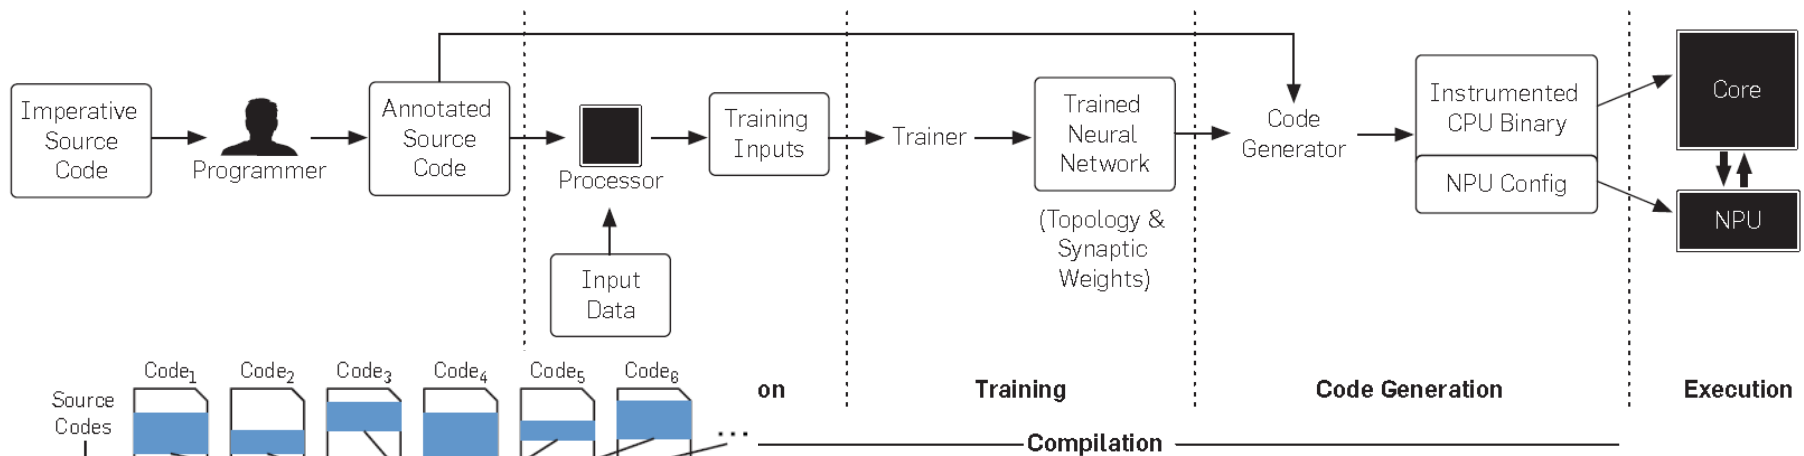 Imperative
Source
Code
Programmer
Annotated
Source
Code
Processor
Input
Data
Training
Inputs
Trainer
Trained
Neural
Network
(Topology &
Synaptic
Weights)
Code
Generator
Instrumented
CPU Binary
NPU Config
Core
NPU
on
Training
Code Generation
Execution
Compilation
Source
Codes
Code1
Code2
Code3
Code4
Code5
Code6
...